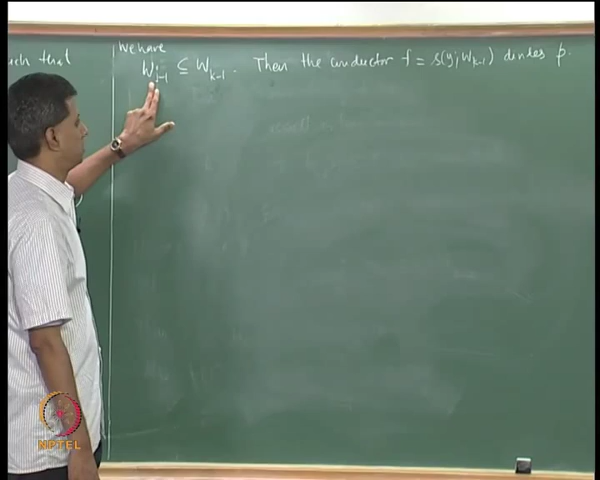 ch that
We have
W_{j-1} ⊆ W_{k-1}. Then the conductor f = s(y; W_{k-1}) divides p.
NPTEL